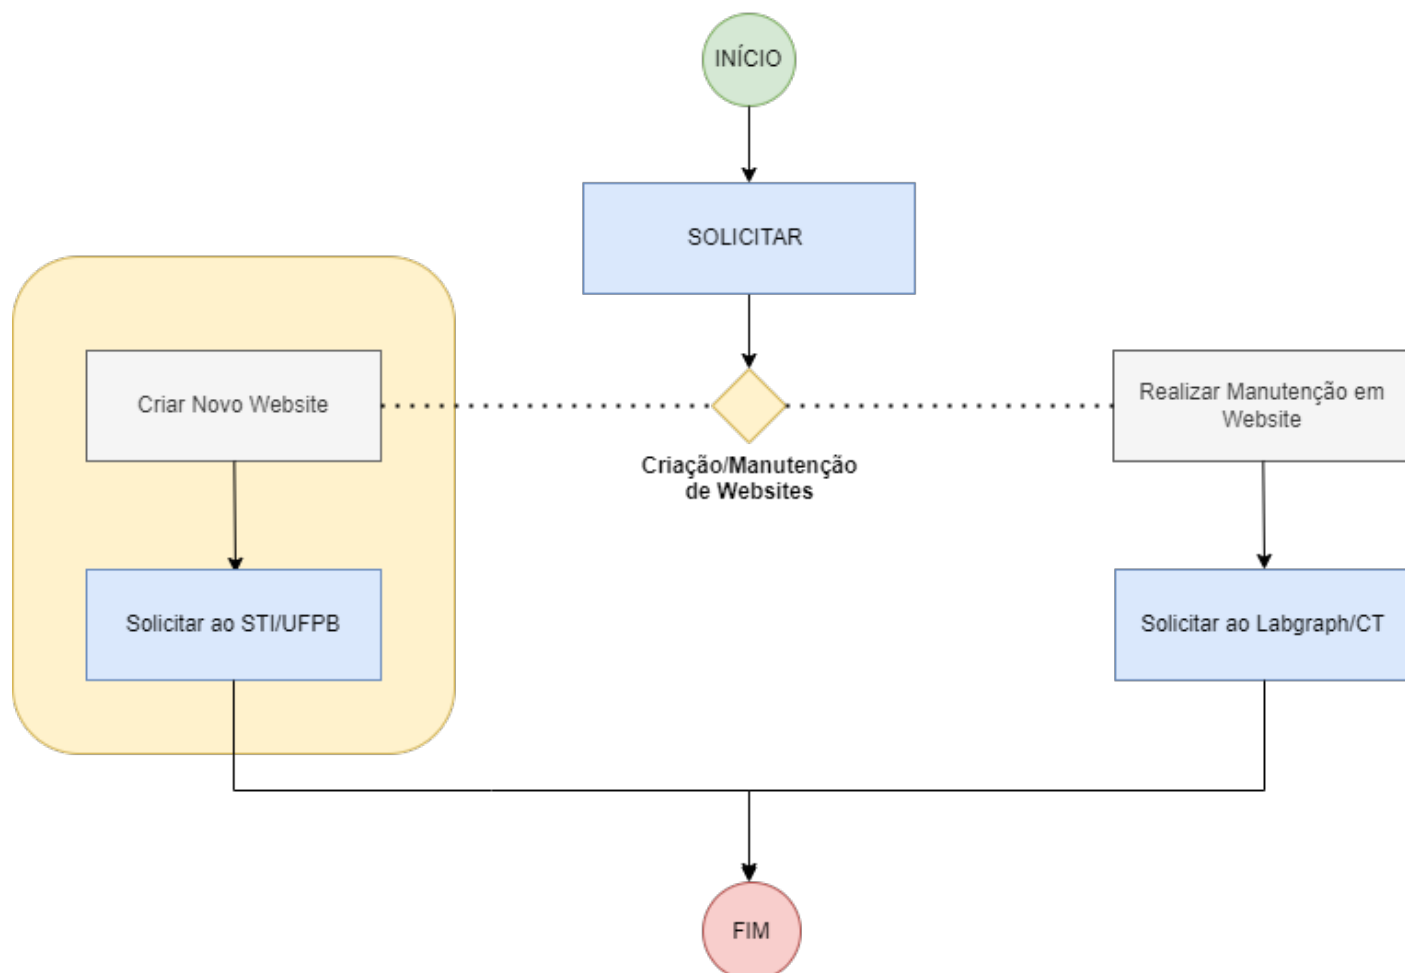 INÍCIO
SOLICITAR
Criar Novo Website
Realizar Manutenção em
Website
Criação/Manutenção
de Websites
Solicitar ao STI/UFPB
Solicitar ao Labgraph/CT
FIM